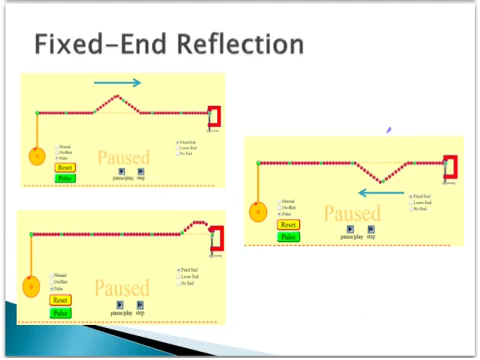 Fixed-End Reflection
Manual
Oscillate
Pulse
Reset
Pulse
Paused
pause/play step
Fixed End
Loose End
No End
Manual
Oscillate
Pulse
Reset
Pulse
Paused
pause/play step
Fixed End
Loose End
No End
Manual
Oscillate
Pulse
Reset
Pulse
Paused
pause/play step
Fixed End
Loose End
No End